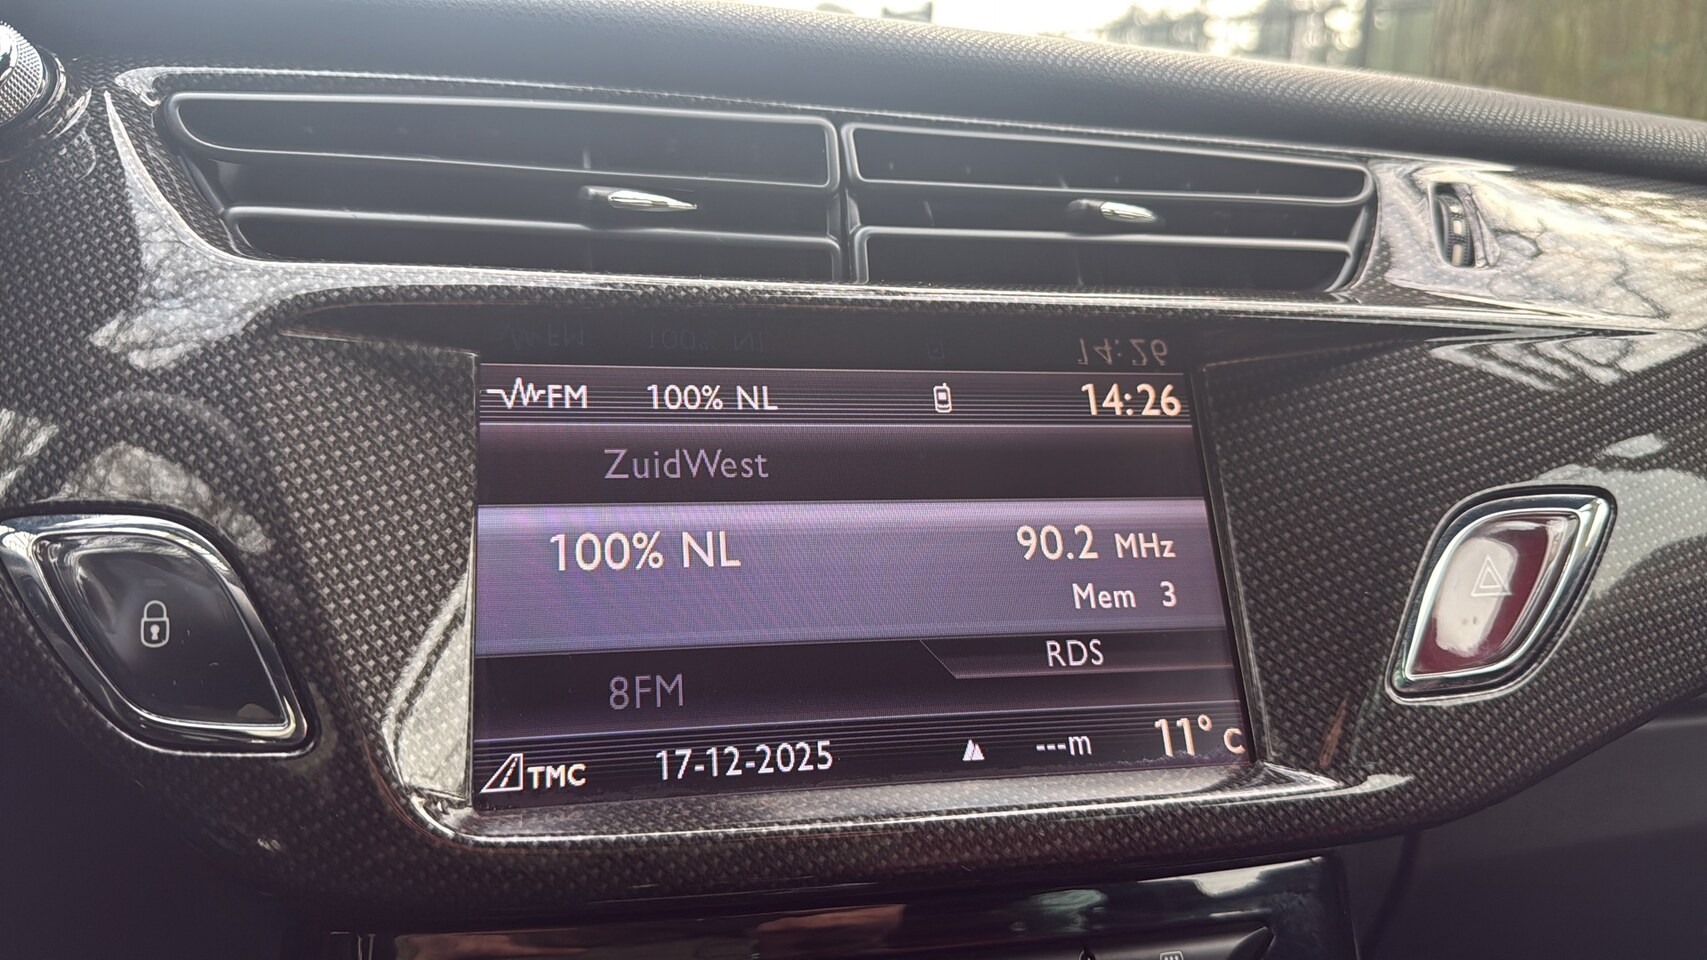 FM 100% NL 14:26
ZuidWest
100% NL 90.2 MHz
Mem 3
RDS
8FM
TMC 17-12-2025 ---m 11° C